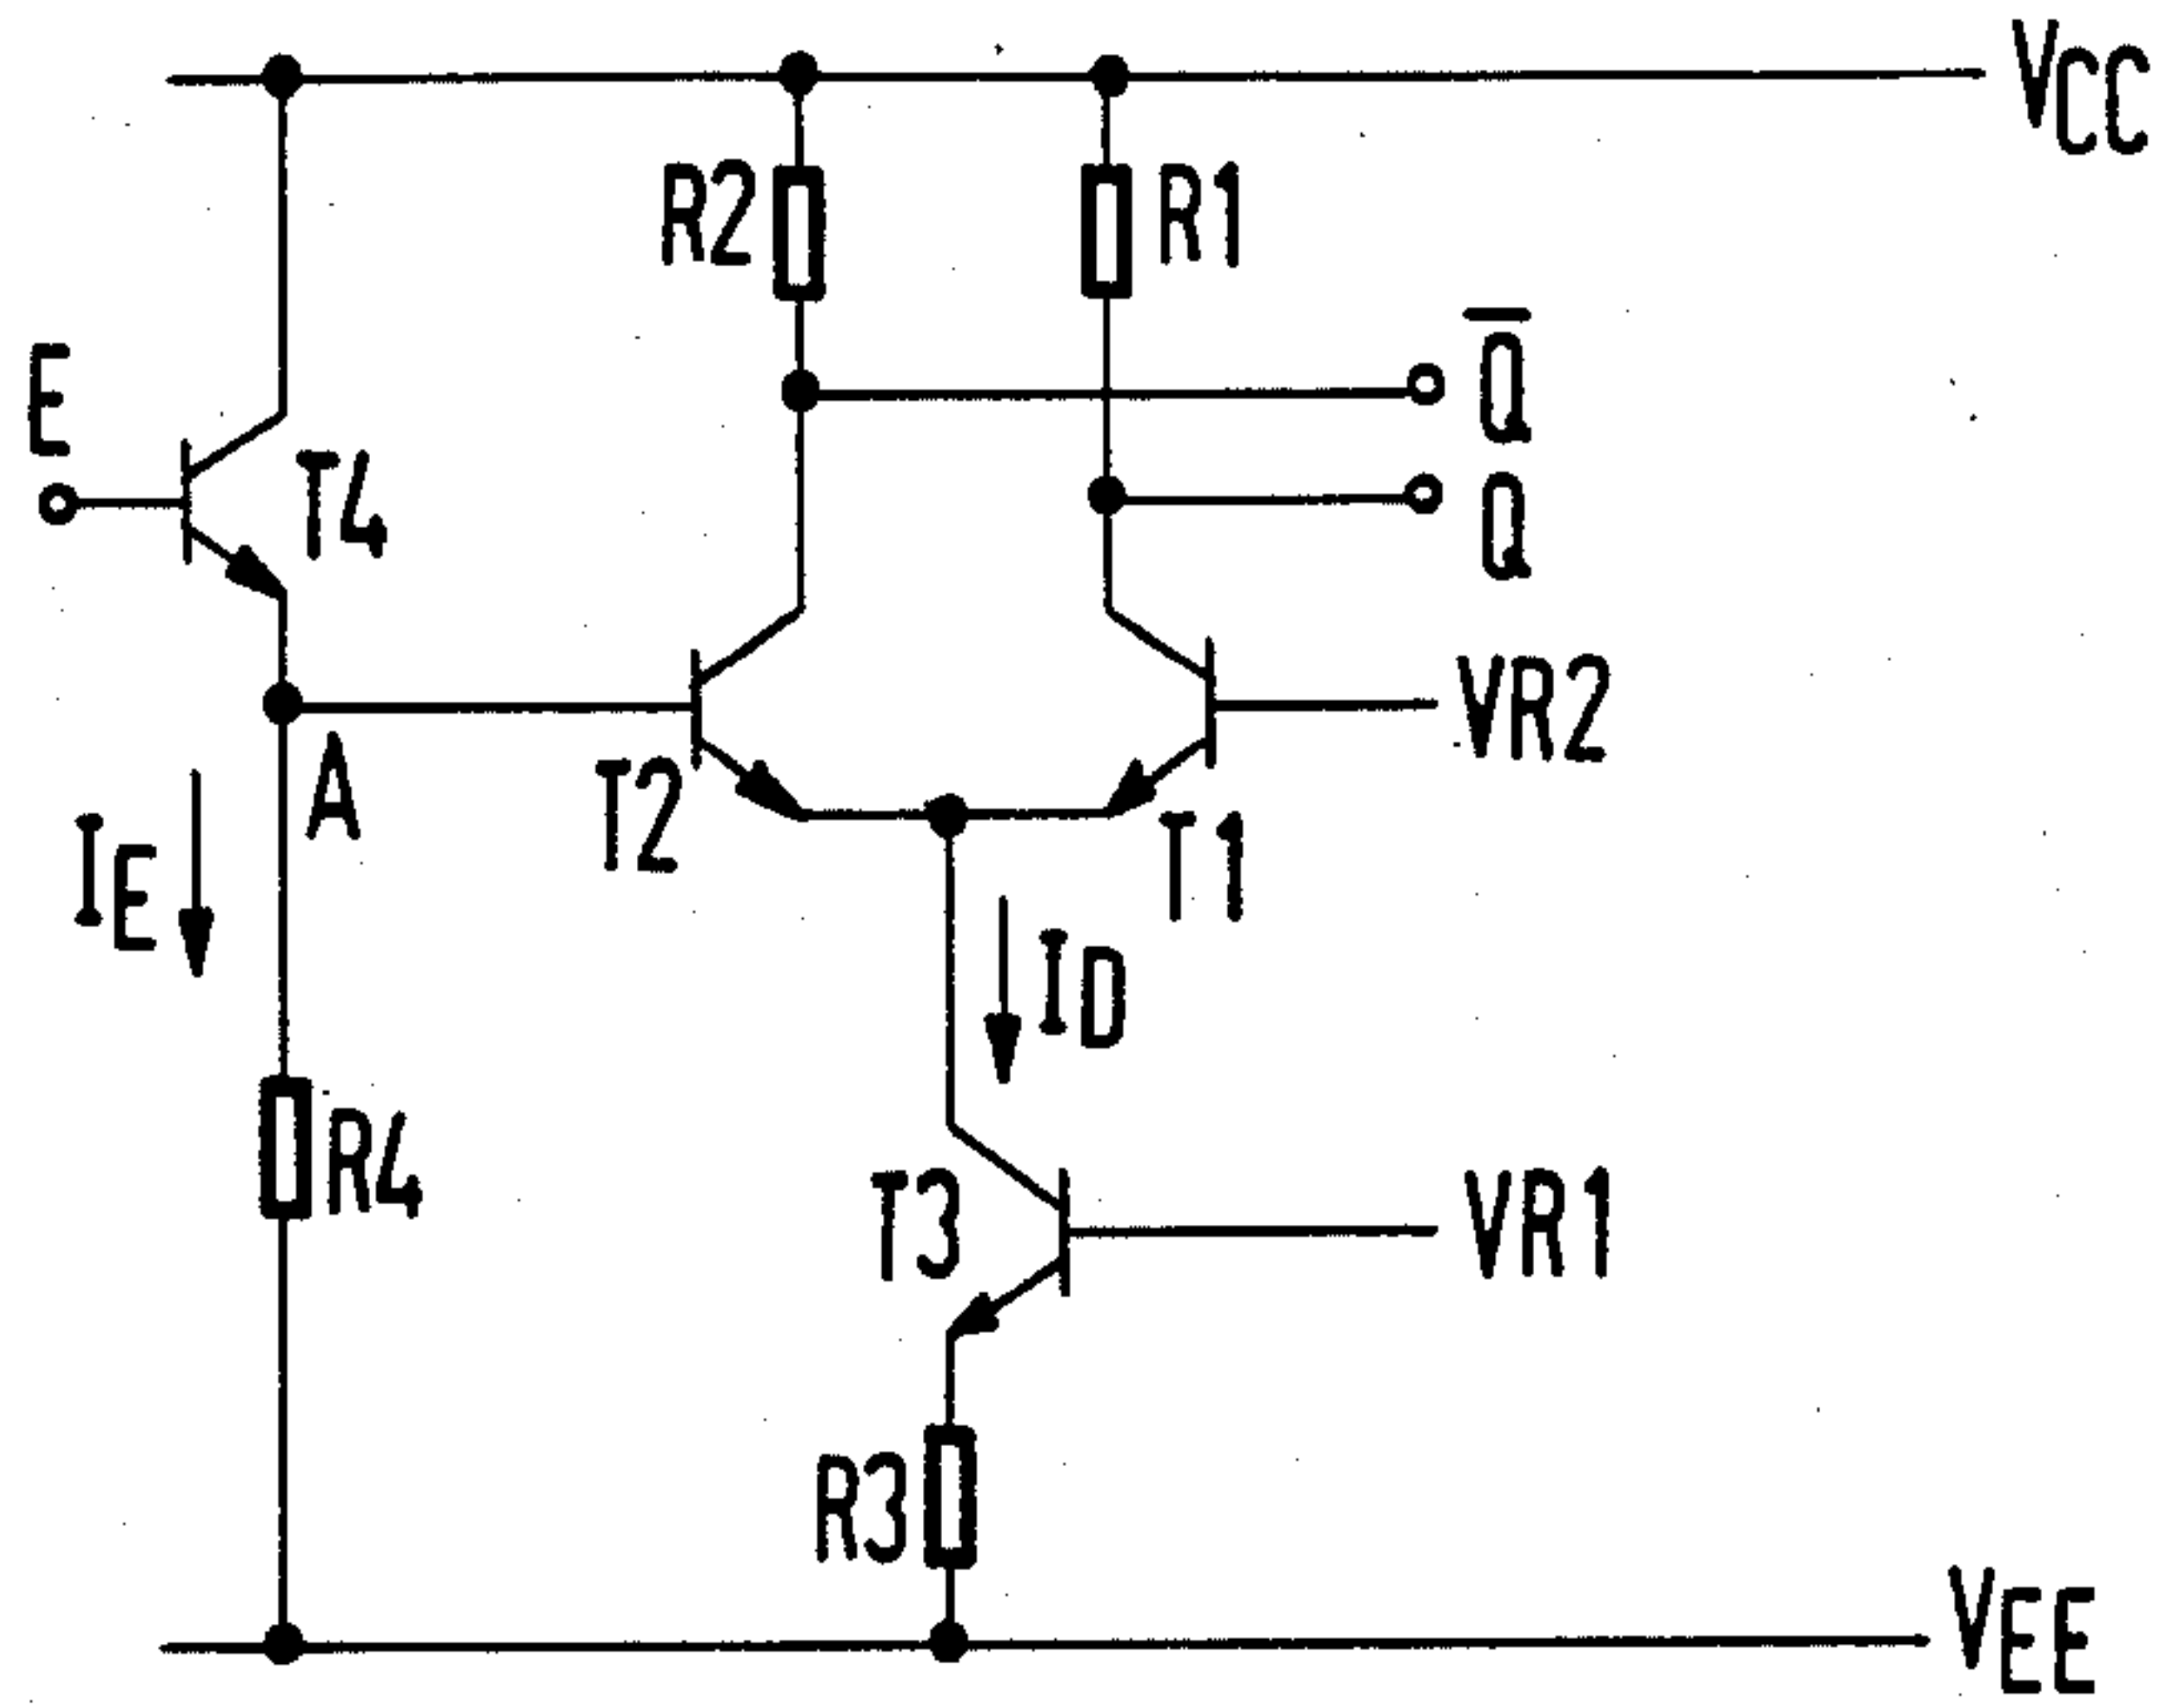 VCC
R2
R1
E
Q̅
T4
Q
VR2
A
T2
IE
T1
ID
R4
T3
VR1
R3
VEE